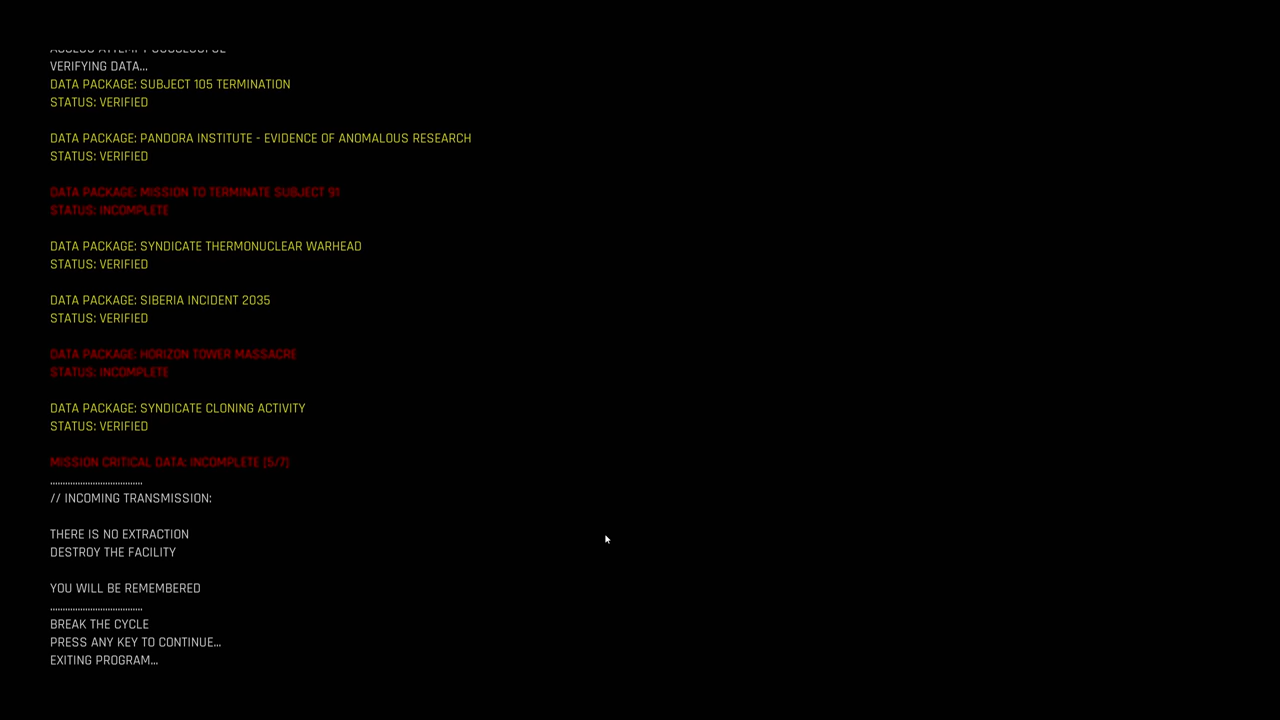 ACCESS ATTEMPT SUCCESSFUL
VERIFYING DATA...
DATA PACKAGE: SUBJECT 105 TERMINATION
STATUS: VERIFIED
DATA PACKAGE: PANDORA INSTITUTE - EVIDENCE OF ANOMALOUS RESEARCH
STATUS: VERIFIED
DATA PACKAGE: MISSION TO TERMINATE SUBJECT 91
STATUS: INCOMPLETE
DATA PACKAGE: SYNDICATE THERMONUCLEAR WARHEAD
STATUS: VERIFIED
DATA PACKAGE: SIBERIA INCIDENT 2035
STATUS: VERIFIED
DATA PACKAGE: HORIZON TOWER MASSACRE
STATUS: INCOMPLETE
DATA PACKAGE: SYNDICATE CLONING ACTIVITY
STATUS: VERIFIED
MISSION CRITICAL DATA: INCOMPLETE (5/7)
.....................................
// INCOMING TRANSMISSION:
THERE IS NO EXTRACTION
DESTROY THE FACILITY
YOU WILL BE REMEMBERED
.....................................
BREAK THE CYCLE
PRESS ANY KEY TO CONTINUE...
EXITING PROGRAM...